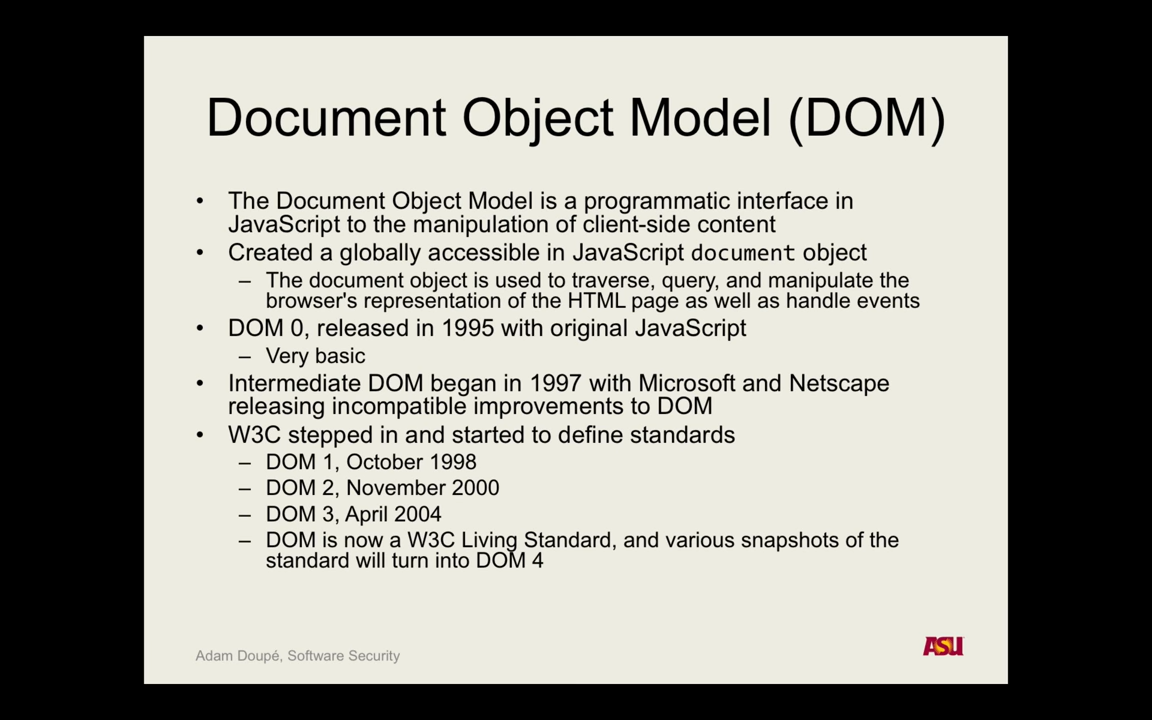 Document Object Model (DOM)
• The Document Object Model is a programmatic interface in
JavaScript to the manipulation of client-side content
• Created a globally accessible in JavaScript document object
– The document object is used to traverse, query, and manipulate the
browser's representation of the HTML page as well as handle events
• DOM 0, released in 1995 with original JavaScript
– Very basic
• Intermediate DOM began in 1997 with Microsoft and Netscape
releasing incompatible improvements to DOM
• W3C stepped in and started to define standards
– DOM 1, October 1998
– DOM 2, November 2000
– DOM 3, April 2004
– DOM is now a W3C Living Standard, and various snapshots of the
standard will turn into DOM 4
Adam Doupé, Software Security
ASU